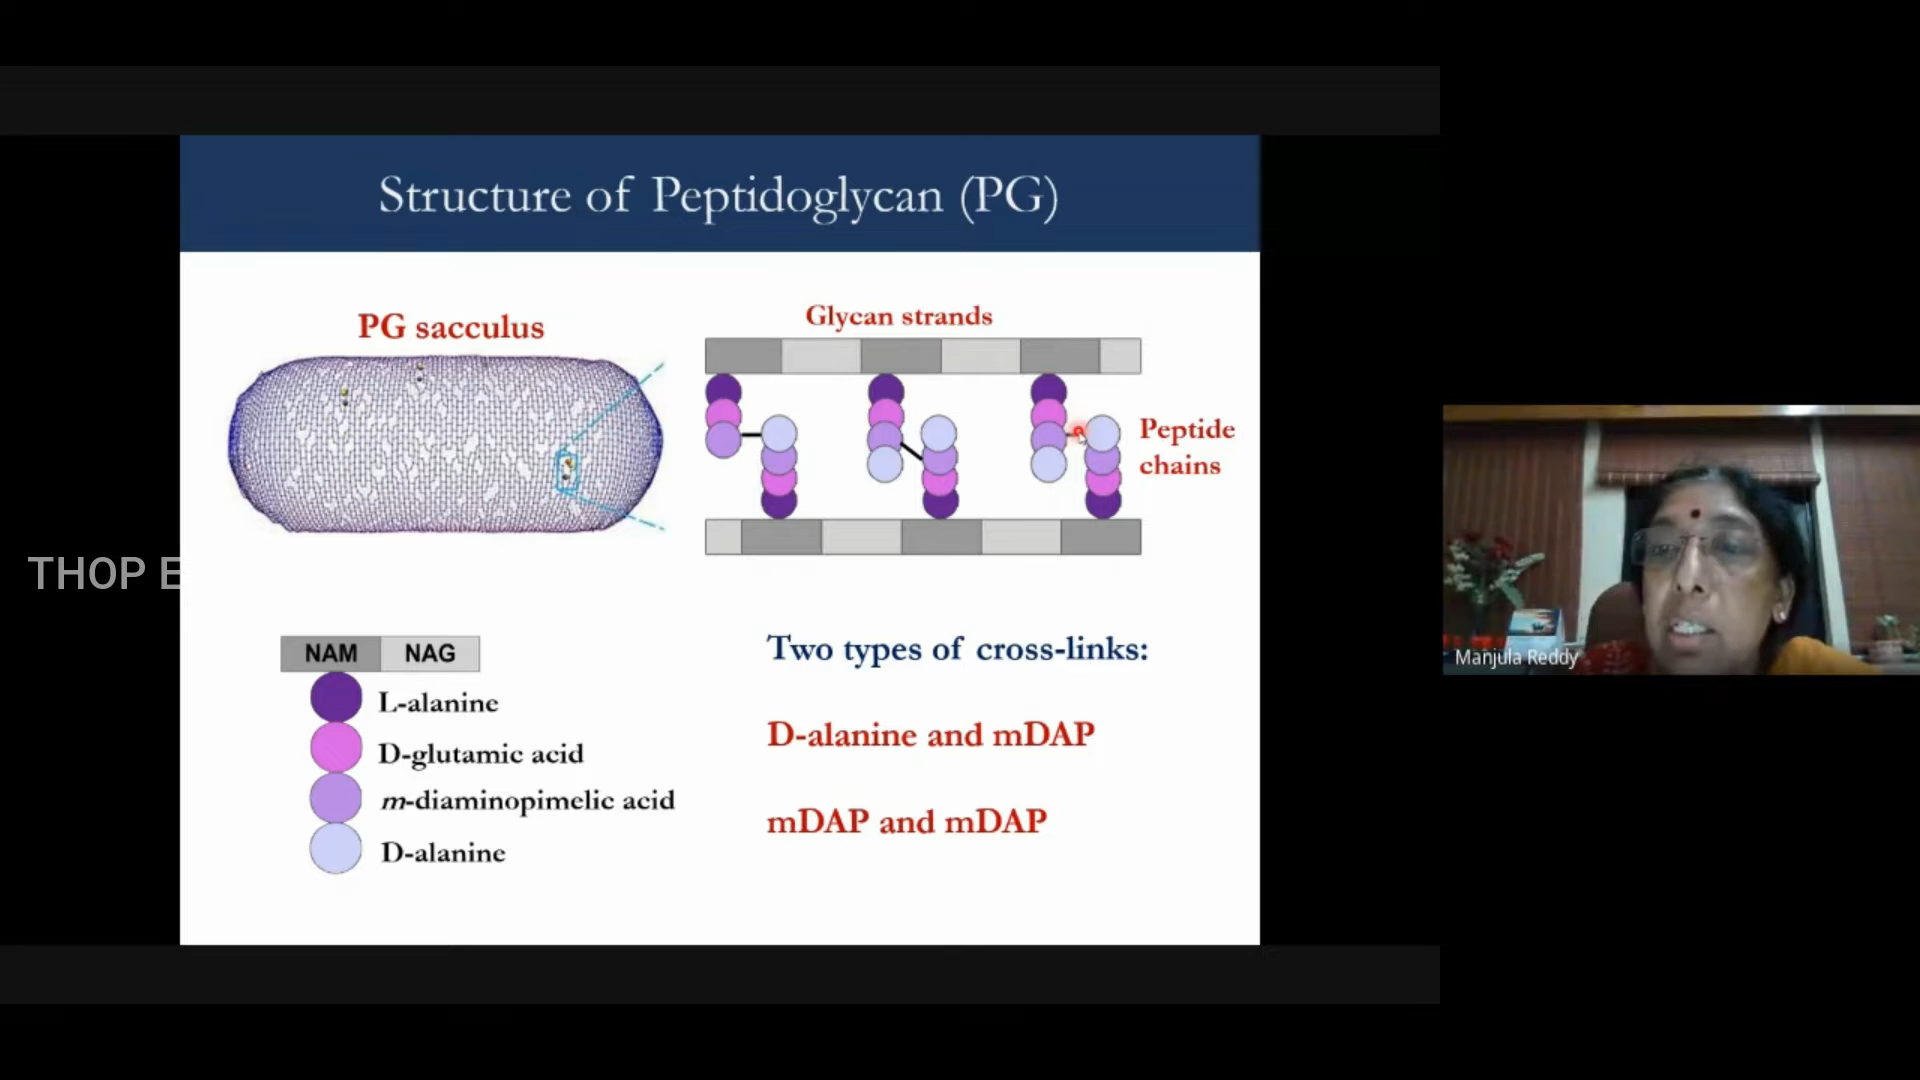 Structure of Peptidoglycan (PG)
PG sacculus
Glycan strands
Peptide
chains
THOP E
NAM NAG
L-alanine
D-glutamic acid
m-diaminopimelic acid
D-alanine
Two types of cross-links:
D-alanine and mDAP
mDAP and mDAP
Manjula Reddy